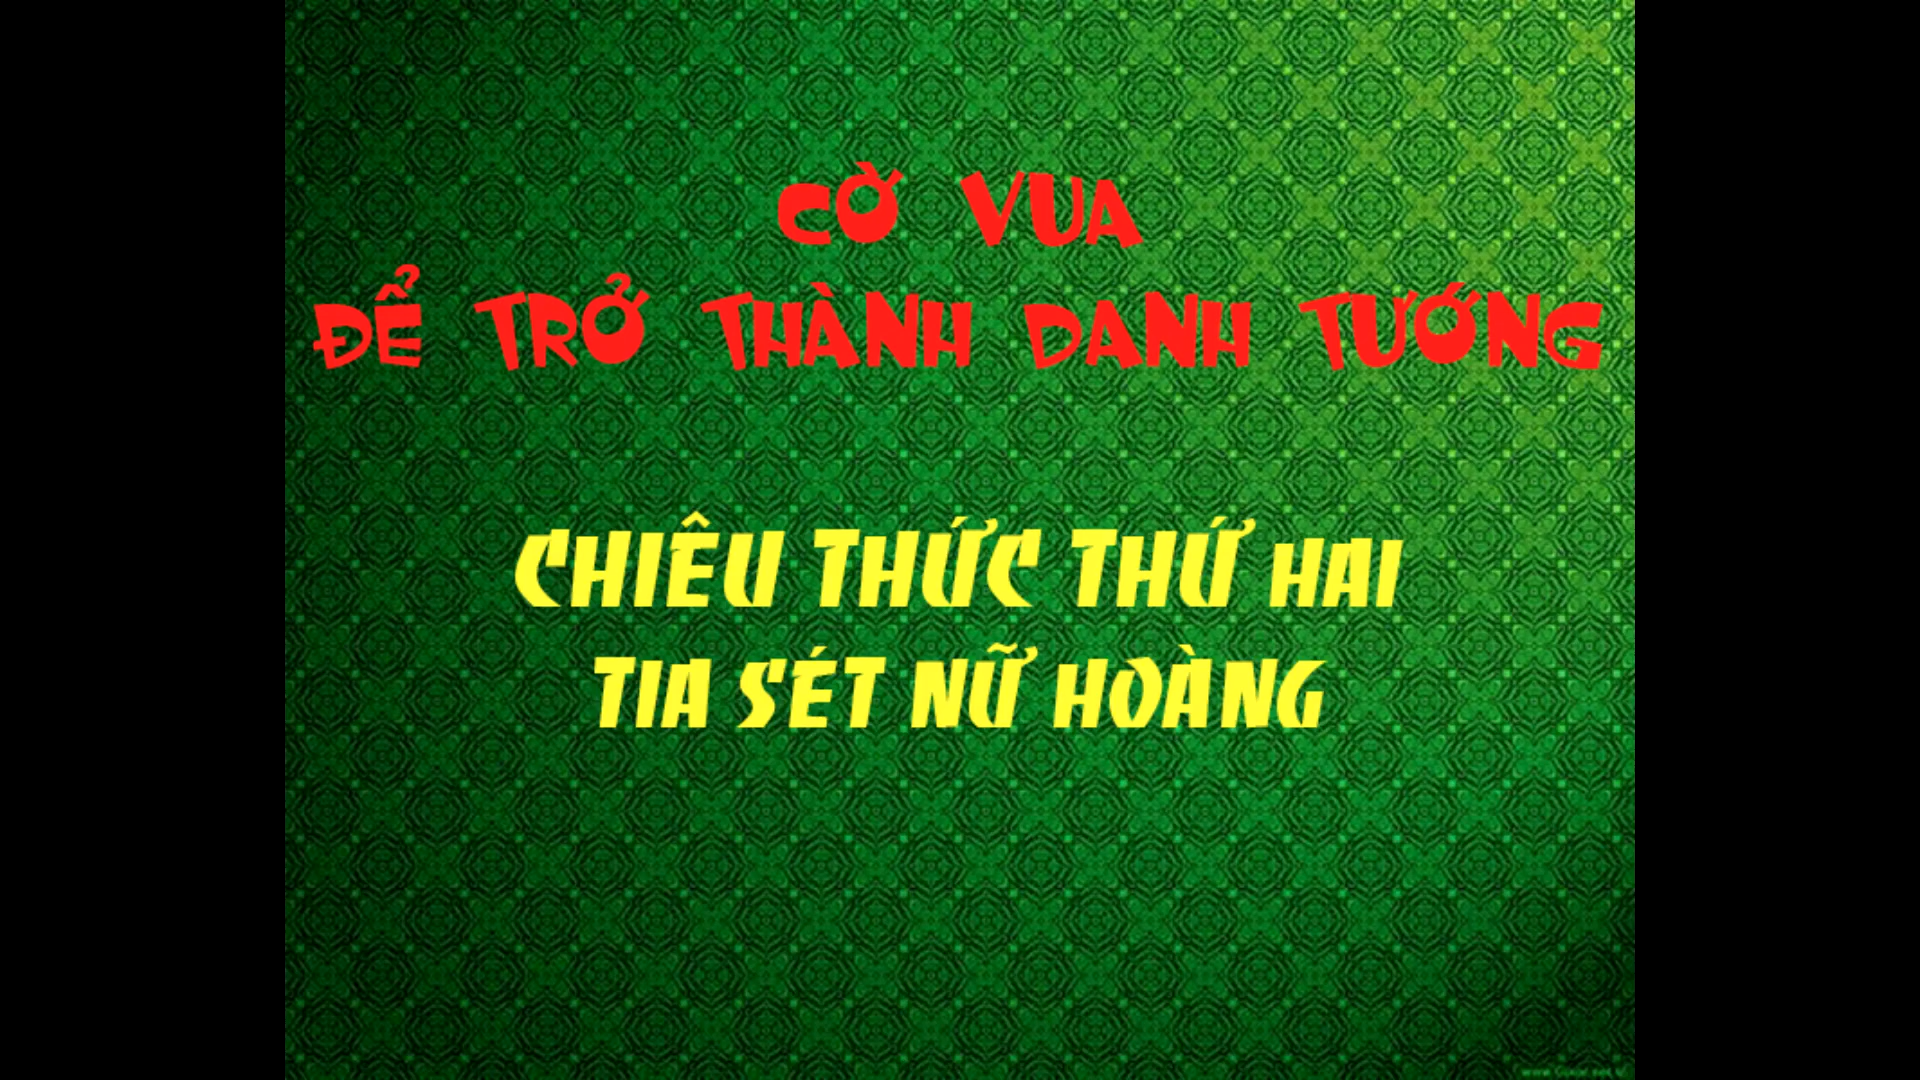 CỜ VUA
ĐỂ TRỞ THÀNH DANH TƯỚNG
CHIÊU THỨC THỨ HAI
TIA SÉT NỮ HOÀNG